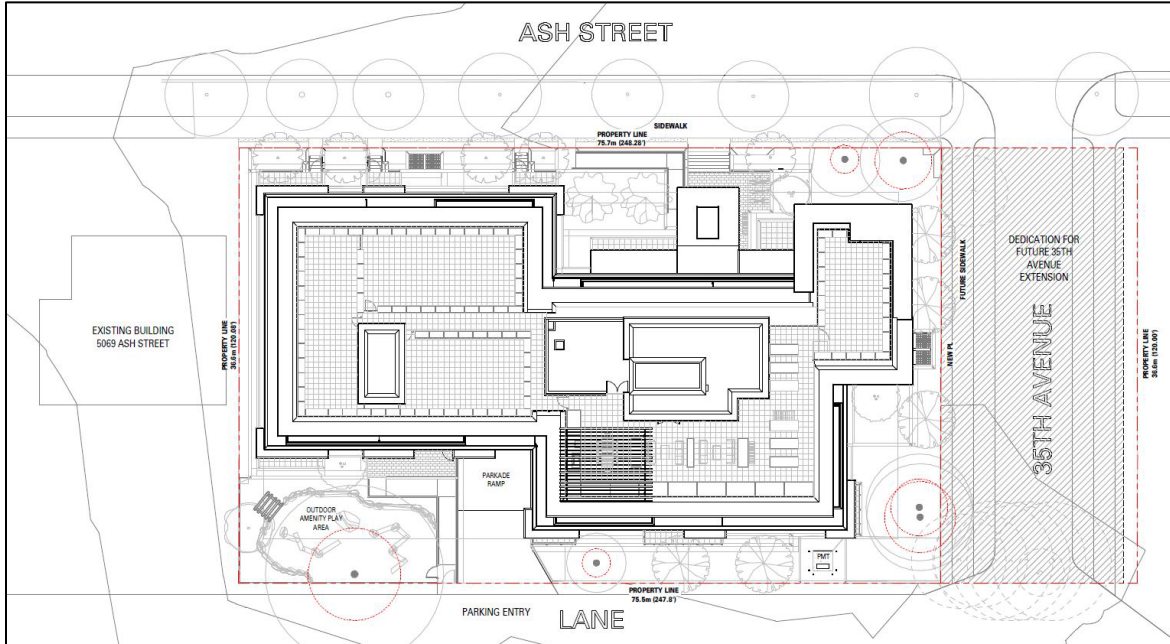 ASH STREET
SIDEWALK
PROPERTY LINE
75.7m (248.28')
EXISTING BUILDING
5069 ASH STREET
PROPERTY LINE
36.6m (120.08')
DEDICATION FOR
FUTURE 35TH
AVENUE
EXTENSION
FUTURE SIDEWALK
NEW PL
35TH AVENUE
PROPERTY LINE
36.6m (120.00')
PARKADE
RAMP
OUTDOOR
AMENITY PLAY
AREA
PMT
PROPERTY LINE
75.5m (247.8')
PARKING ENTRY
LANE